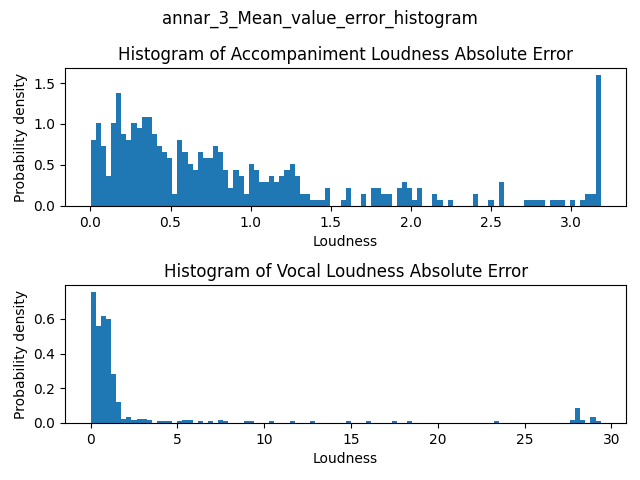 annar_3_Mean_value_error_histogram
Histogram of Accompaniment Loudness Absolute Error
Probability density
1.5
1.0
0.5
0.0
0.0 0.5 1.0 1.5 2.0 2.5 3.0
Loudness
Histogram of Vocal Loudness Absolute Error
Probability density
0.6
0.4
0.2
0.0
0 5 10 15 20 25 30
Loudness